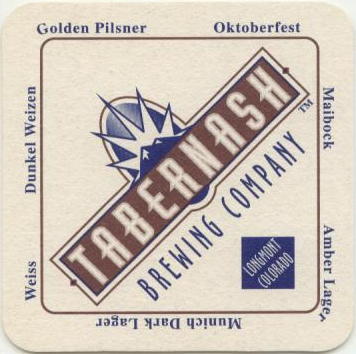 Golden Pilsner
Oktoberfest
Maibock
Amber Lager
Munich Dark Lager
Weiss
Dunkel Weizen
TABERNASH
TM
BREWING COMPANY
LONGMONT
COLORADO